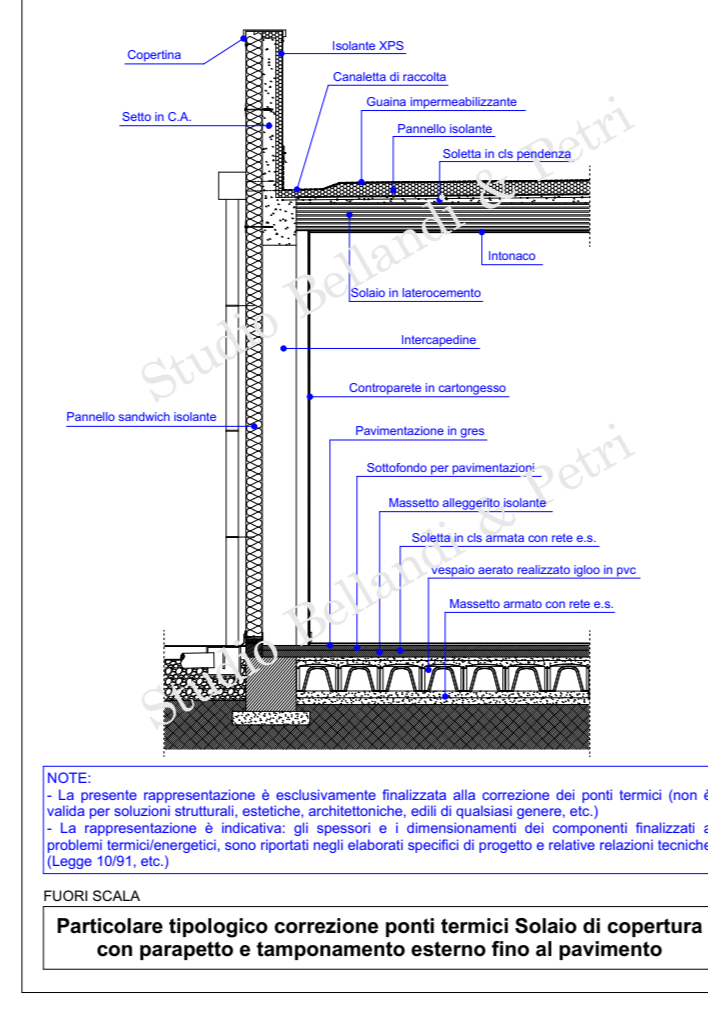 Copertina
Isolante XPS
Canaletta di raccolta
Guaina impermeabilizzante
Setto in C.A.
Pannello isolante
Soletta in cls pendenza
Intonaco
Solaio in laterocemento
Intercapedine
Controparete in cartongesso
Pannello sandwich isolante
Pavimentazione in gres
Sottofondo per pavimentazioni
Massetto alleggerito isolante
Soletta in cls armata con rete e.s.
vespaio aerato realizzato igloo in pvc
Massetto armato con rete e.s.
Studio Bellandi & Petri
Studio Bellandi & Petri
NOTE:
- La presente rappresentazione è esclusivamente finalizzata alla correzione dei ponti termici (non è
valida per soluzioni strutturali, estetiche, architettoniche, edili di qualsiasi genere, etc.)
- La rappresentazione è indicativa: gli spessori e i dimensionamenti dei componenti finalizzati a
problemi termici/energetici, sono riportati negli elaborati specifici di progetto e relative relazioni tecniche
(Legge 10/91, etc.)
FUORI SCALA
Particolare tipologico correzione ponti termici Solaio di copertura
con parapetto e tamponamento esterno fino al pavimento